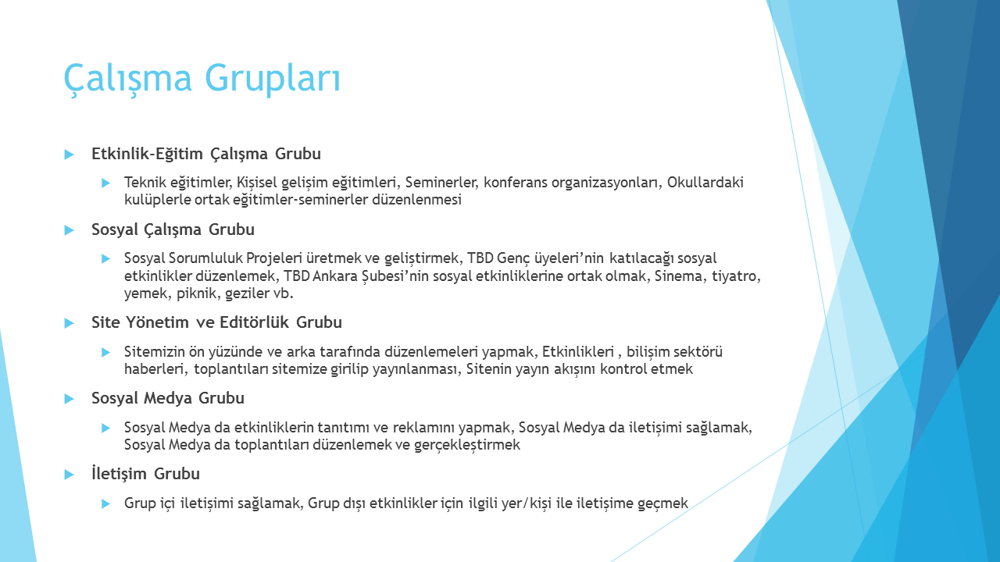 Çalışma Grupları
Etkinlik-Eğitim Çalışma Grubu
Teknik eğitimler, Kişisel gelişim eğitimleri, Seminerler, konferans organizasyonları, Okullardaki
kulüplerle ortak eğitimler-seminerler düzenlenmesi
Sosyal Çalışma Grubu
Sosyal Sorumluluk Projeleri üretmek ve geliştirmek, TBD Genç üyeleri’nin katılacağı sosyal
etkinlikler düzenlemek, TBD Ankara Şubesi’nin sosyal etkinliklerine ortak olmak, Sinema, tiyatro,
yemek, piknik, geziler vb.
Site Yönetim ve Editörlük Grubu
Sitemizin ön yüzünde ve arka tarafında düzenlemeleri yapmak, Etkinlikleri , bilişim sektörü
haberleri, toplantıları sitemize girilip yayınlanması, Sitenin yayın akışını kontrol etmek
Sosyal Medya Grubu
Sosyal Medya da etkinliklerin tanıtımı ve reklamını yapmak, Sosyal Medya da iletişimi sağlamak,
Sosyal Medya da toplantıları düzenlemek ve gerçekleştirmek
İletişim Grubu
Grup içi iletişimi sağlamak, Grup dışı etkinlikler için ilgili yer/kişi ile iletişime geçmek